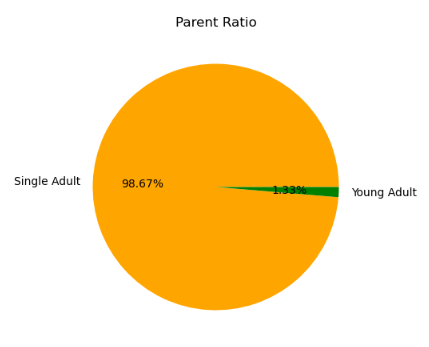 Parent Ratio
Single Adult
98.67%
1.33%
Young Adult